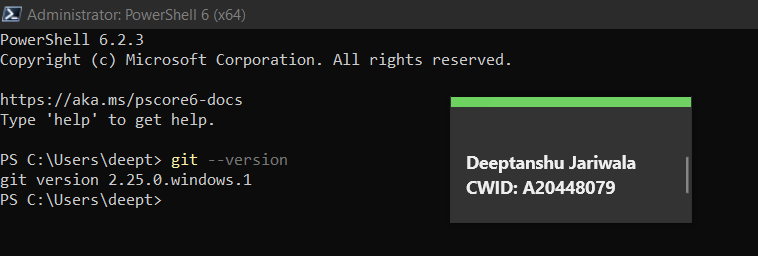 Administrator: PowerShell 6 (x64)
PowerShell 6.2.3
Copyright (c) Microsoft Corporation. All rights reserved.
https://aka.ms/pscore6-docs
Type 'help' to get help.
PS C:\Users\deept> git --version
git version 2.25.0.windows.1
PS C:\Users\deept>
Deeptanshu Jariwala
CWID: A20448079